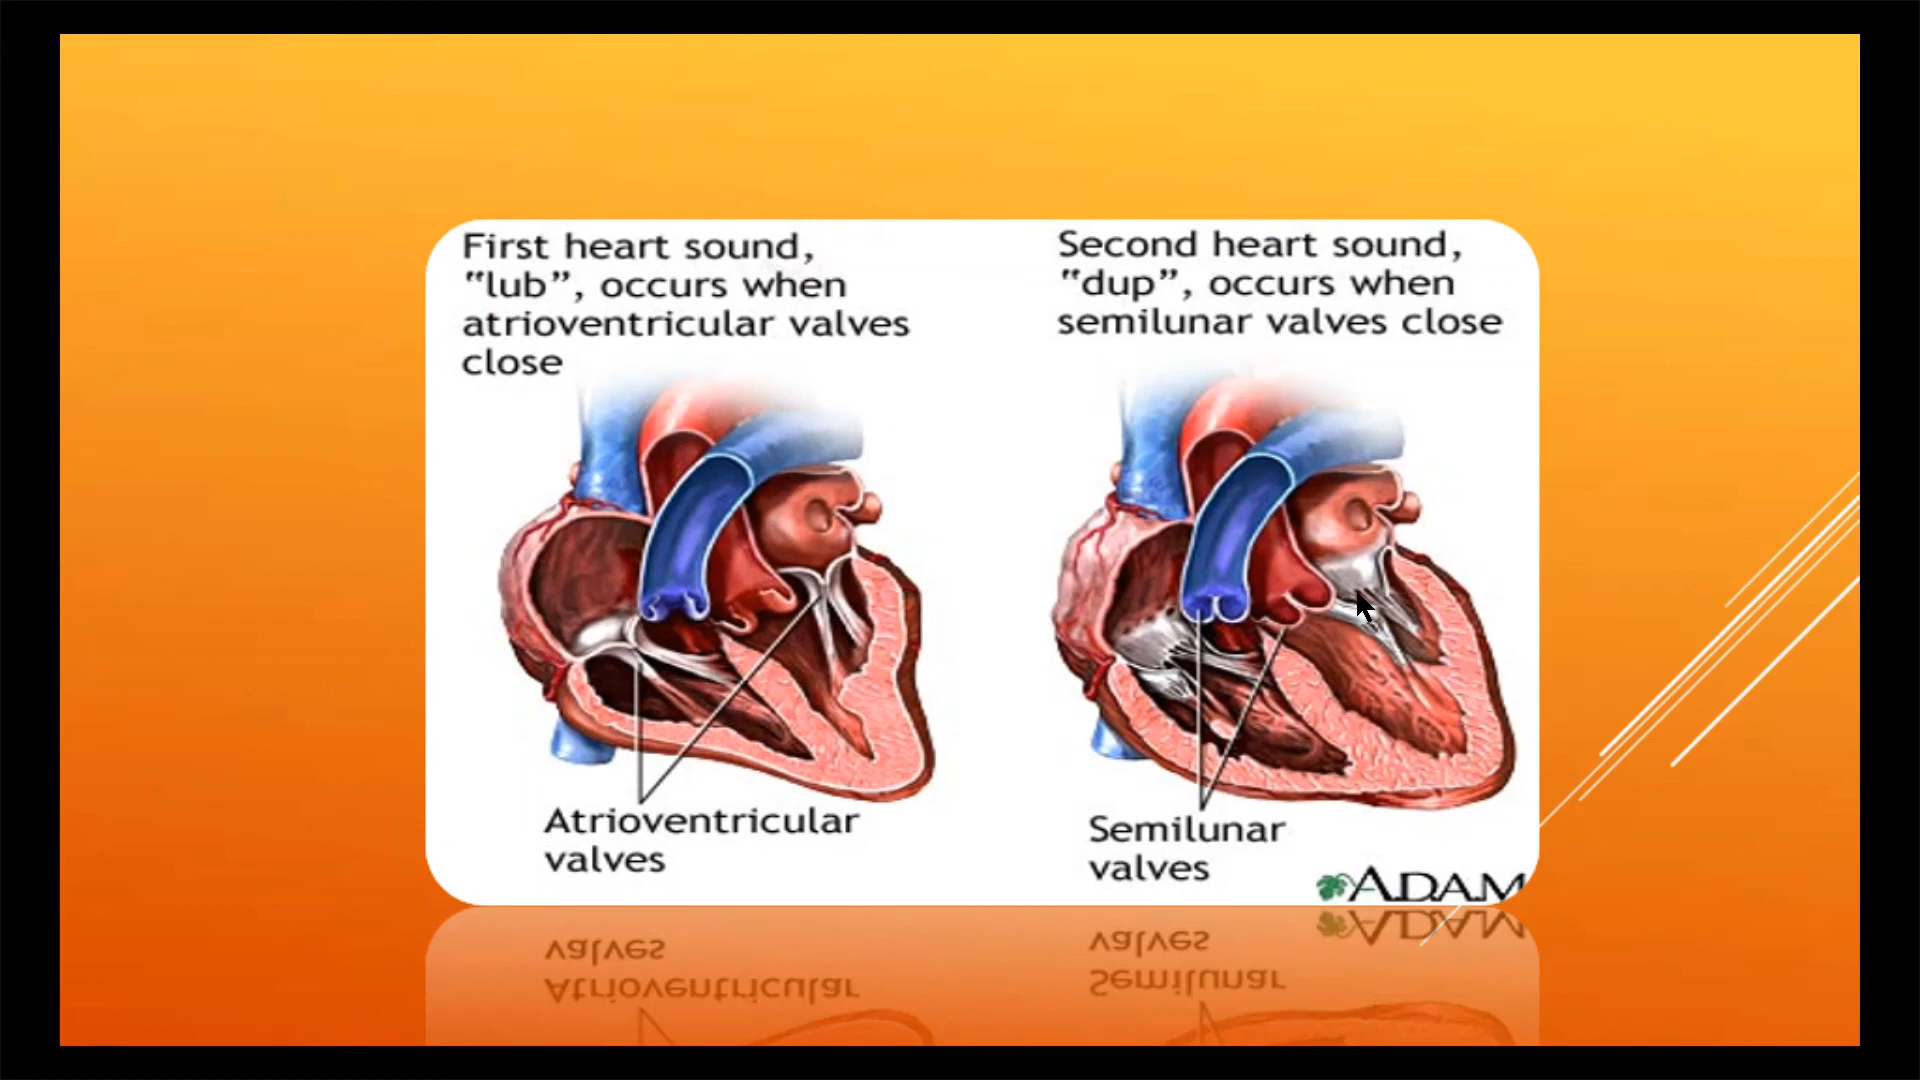 First heart sound,
“lub”, occurs when
atrioventricular valves
close
Second heart sound,
“dup”, occurs when
semilunar valves close
Atrioventricular
valves
Semilunar
valves
A.D.A.M